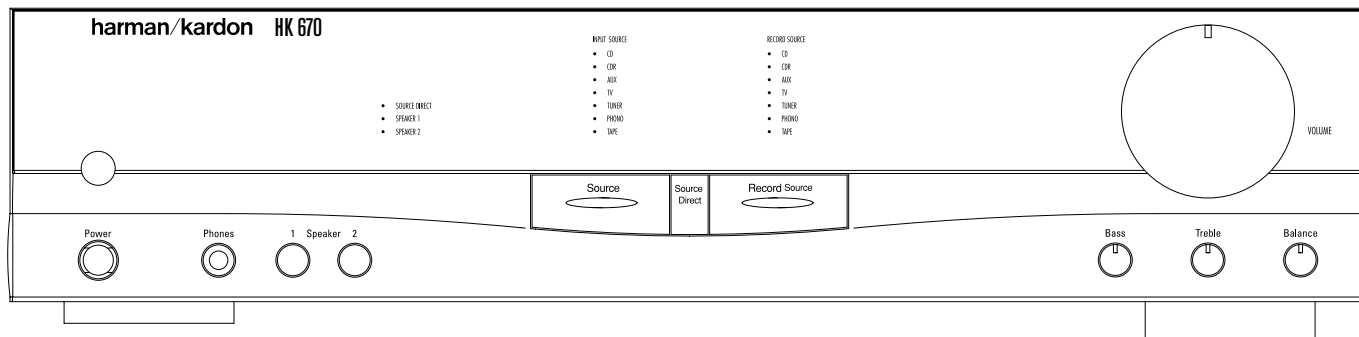 harman/kardon HK 670
INPUT SOURCE
• CD
• CDR
• AUX
• TV
• TUNER
• PHONO
• TAPE
RECORD SOURCE
• CD
• CDR
• AUX
• TV
• TUNER
• PHONO
• TAPE
• SOURCE DIRECT
• SPEAKER 1
• SPEAKER 2
VOLUME
Source
Source
Direct
Record Source
Power
Phones
1 Speaker 2
Bass
Treble
Balance